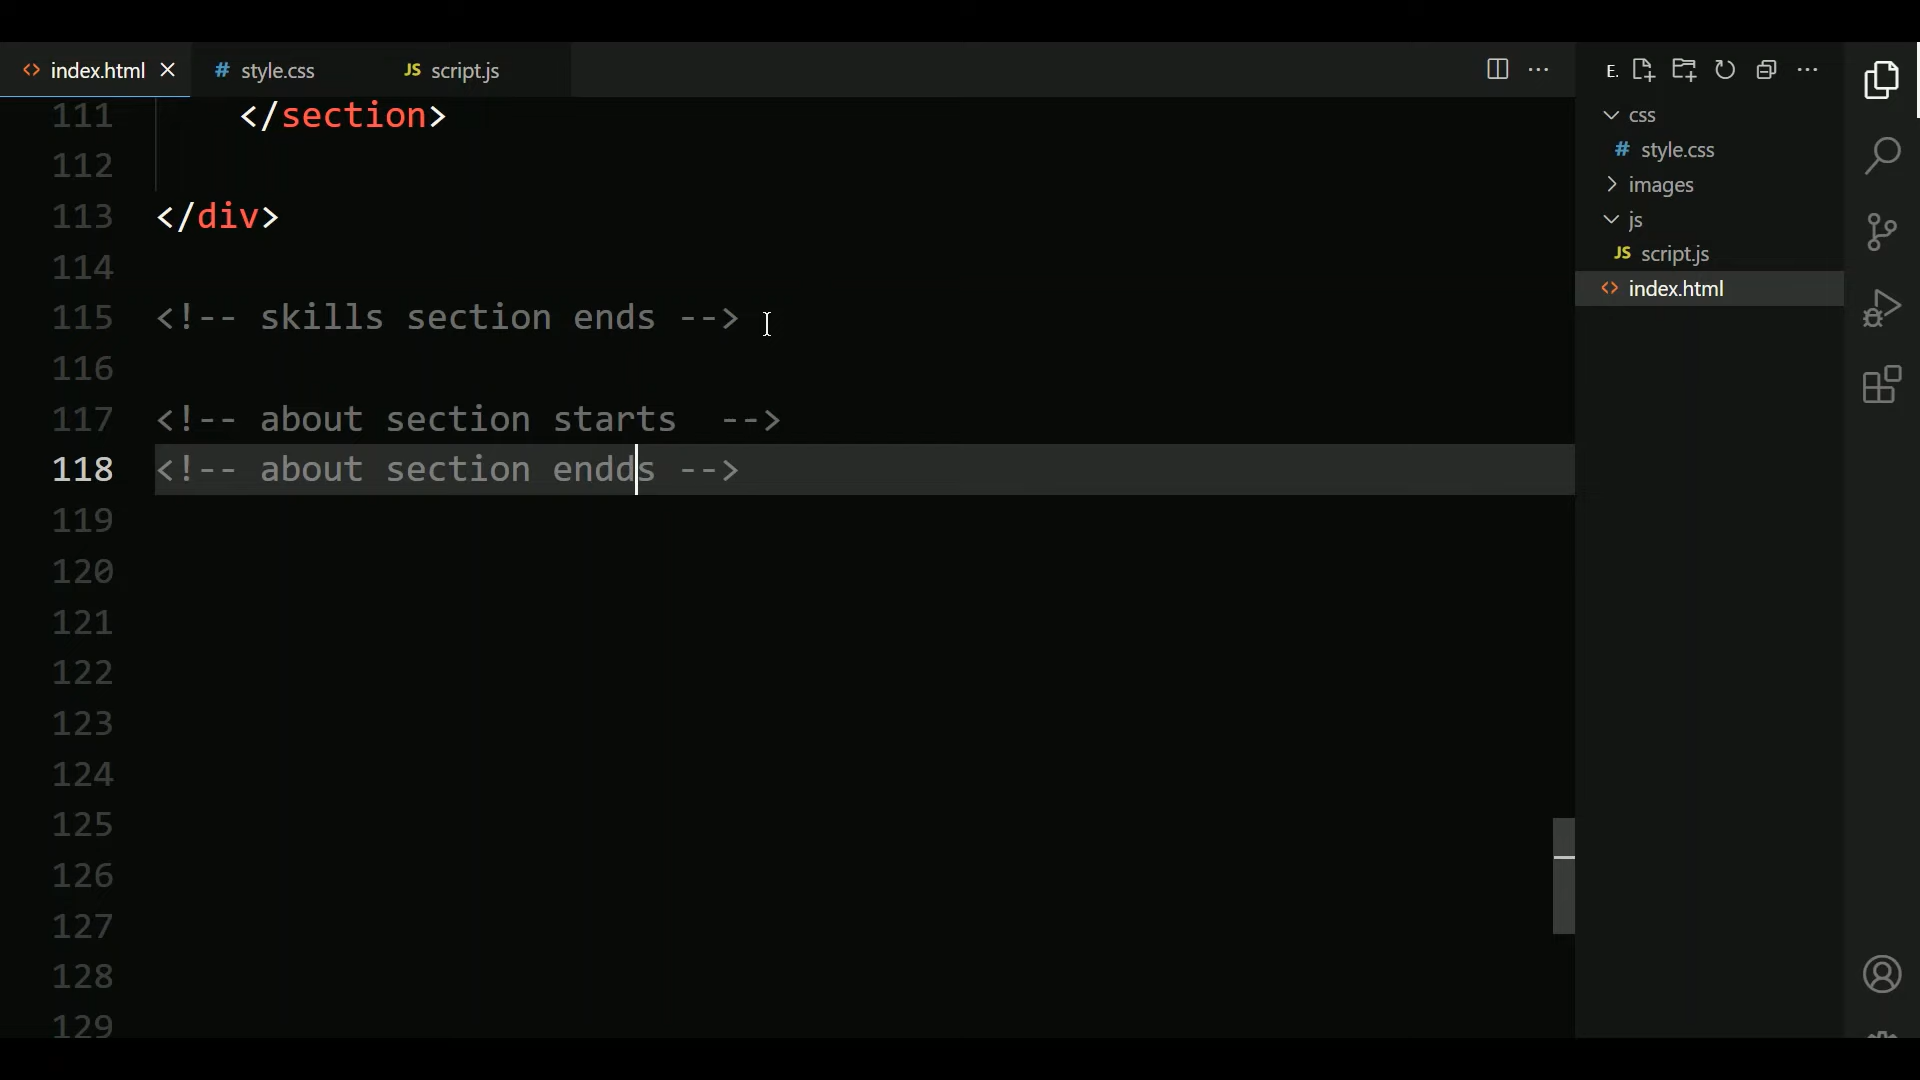 index.html
# style.css
JS script.js
E.
111 </section>
112
113 </div>
114
115 <!-- skills section ends -->
116
117 <!-- about section starts  -->
118 <!-- about section endds -->
119
120
121
122
123
124
125
126
127
128
129
css
# style.css
images
js
JS script.js
<> index.html